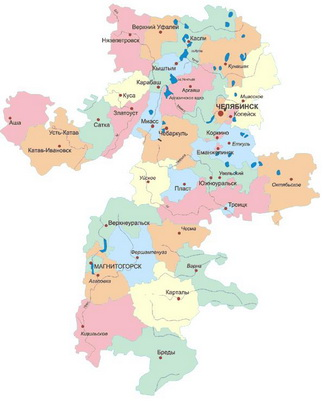 Верхний Уфалей
Нязепетровск
Касли
Кыштым
Кунашак
Карабаш
Аргаяш
Куса
Миасское
Златоуст
ЧЕЛЯБИНСК
Копейск
Аша
Сатка
Миасс
Усть-Катав
Чебаркуль
Коркино
Катав-Ивановск
Еткуль
Еманжелинск
Уйское
Пласт
Увельский
Южноуральск
Октябрьское
Троицк
Верхнеуральск
Чесма
Фершампенуаз
МАГНИТОГОРСК
Варна
Агаповка
Карталы
Кизильское
Бреды